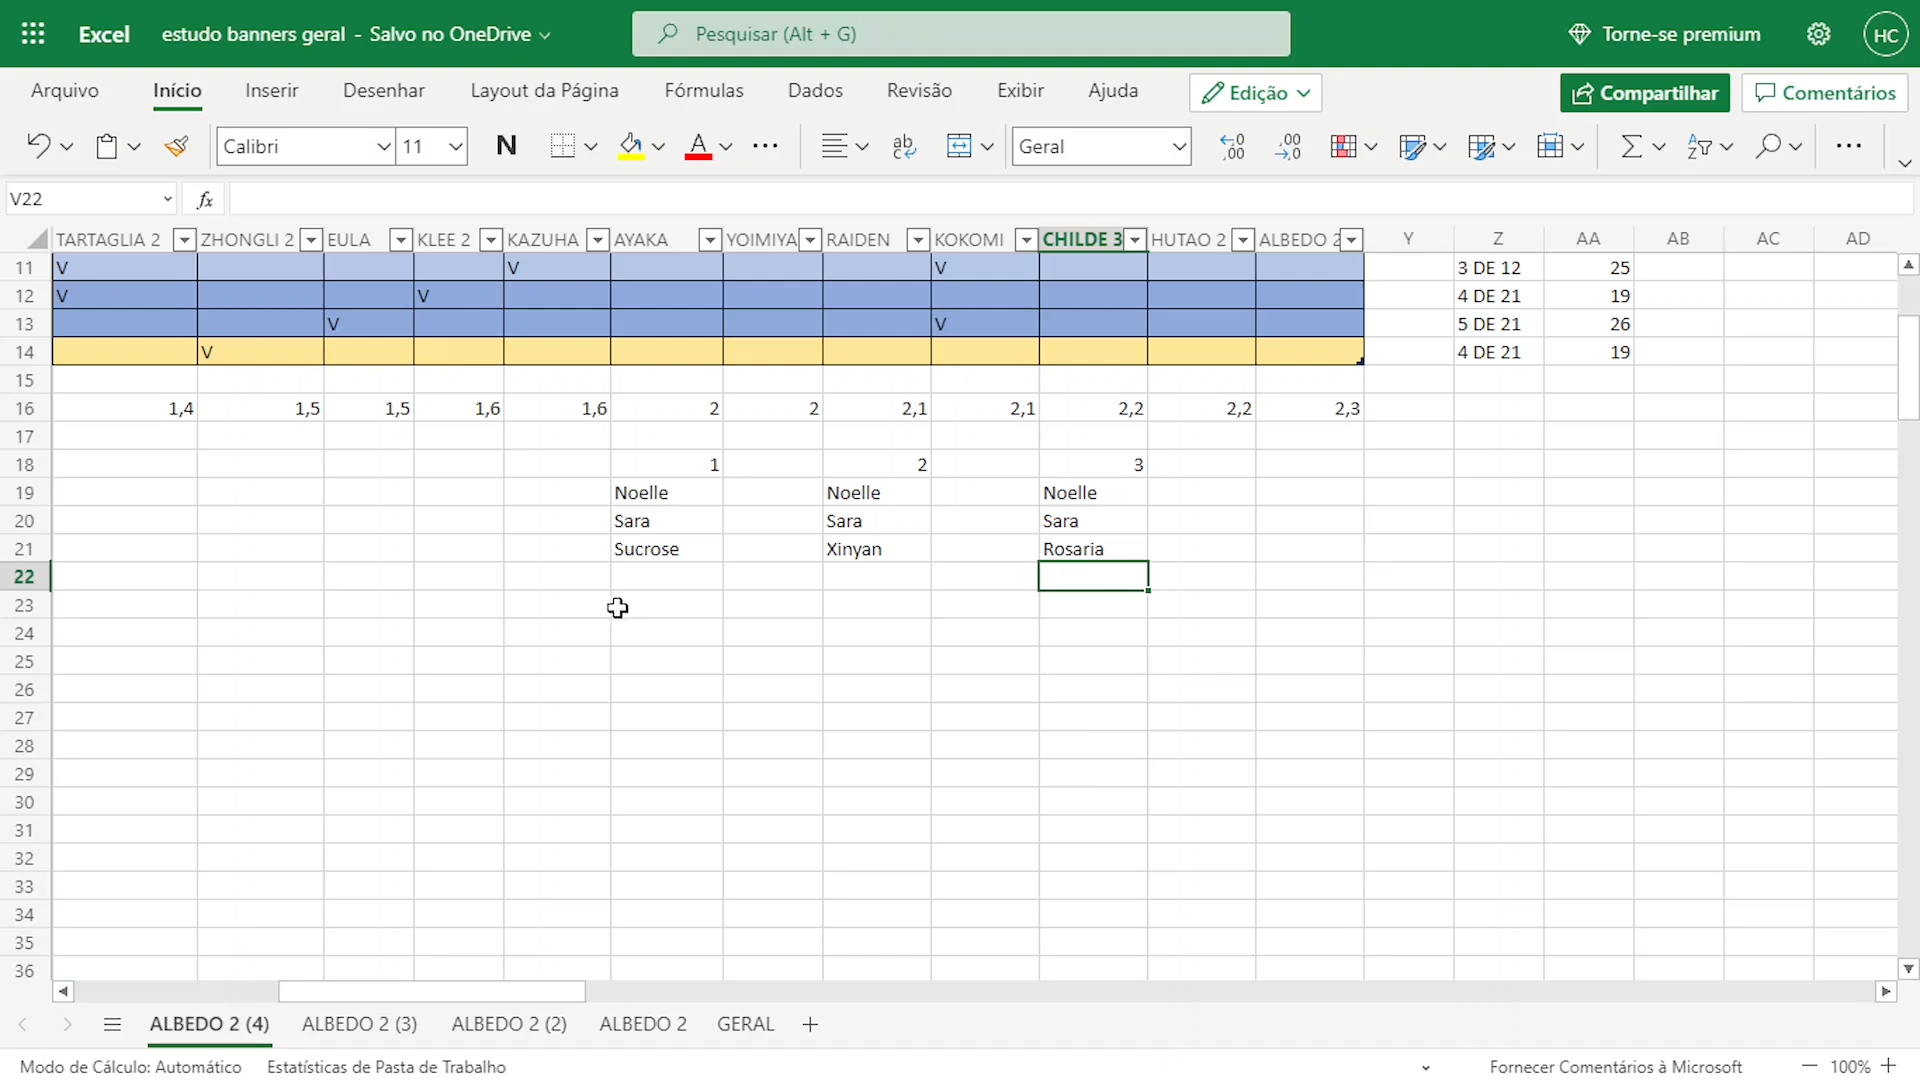 Excel estudo banners geral - Salvo no OneDrive Pesquisar (Alt + G) Torne-se premium HC
Arquivo Início Inserir Desenhar Layout da Página Fórmulas Dados Revisão Exibir Ajuda Edição Compartilhar Comentários
Calibri 11 N A ab Geral
V22 fx
TARTAGLIA 2 ZHONGLI 2 EULA KLEE 2 KAZUHA AYAKA YOIMIYA RAIDEN KOKOMI CHILDE 3 HUTAO 2 ALBEDO 2 Y Z AA AB AC AD
11 V V V 3 DE 12 25
12 V V 4 DE 21 19
13 V V 5 DE 21 26
14 V 4 DE 21 19
15
16 1,4 1,5 1,5 1,6 1,6 2 2 2,1 2,1 2,2 2,2 2,3
17
18 1 2 3
19 Noelle Noelle Noelle
20 Sara Sara Sara
21 Sucrose Xinyan Rosaria
22
23
24
25
26
27
28
29
30
31
32
33
34
35
36
ALBEDO 2 (4) ALBEDO 2 (3) ALBEDO 2 (2) ALBEDO 2 GERAL
Modo de Cálculo: Automático Estatísticas de Pasta de Trabalho Fornecer Comentários à Microsoft 100%